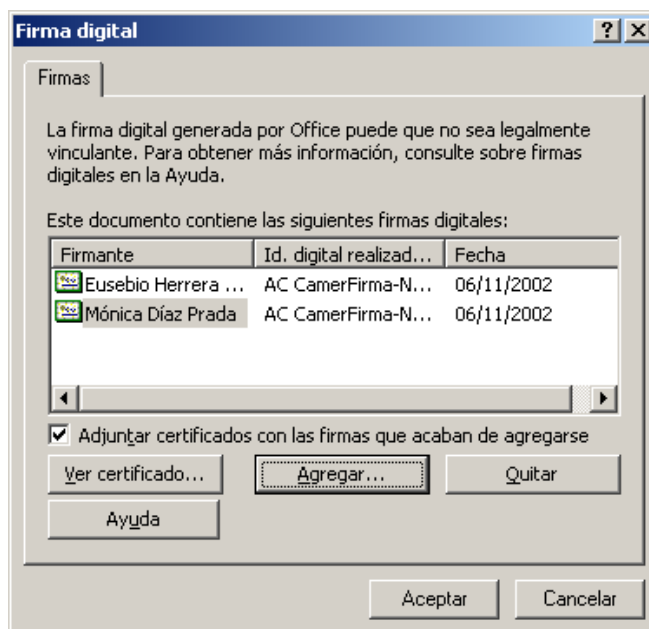 Firma digital
Firmas
La firma digital generada por Office puede que no sea legalmente
vinculante. Para obtener más información, consulte sobre firmas
digitales en la Ayuda.
Este documento contiene las siguientes firmas digitales:
Firmante Id. digital realizad... Fecha
Eusebio Herrera ... AC CamerFirma-N... 06/11/2002
Mónica Díaz Prada AC CamerFirma-N... 06/11/2002
Adjuntar certificados con las firmas que acaban de agregarse
Ver certificado... Agregar... Quitar
Ayuda
Aceptar Cancelar